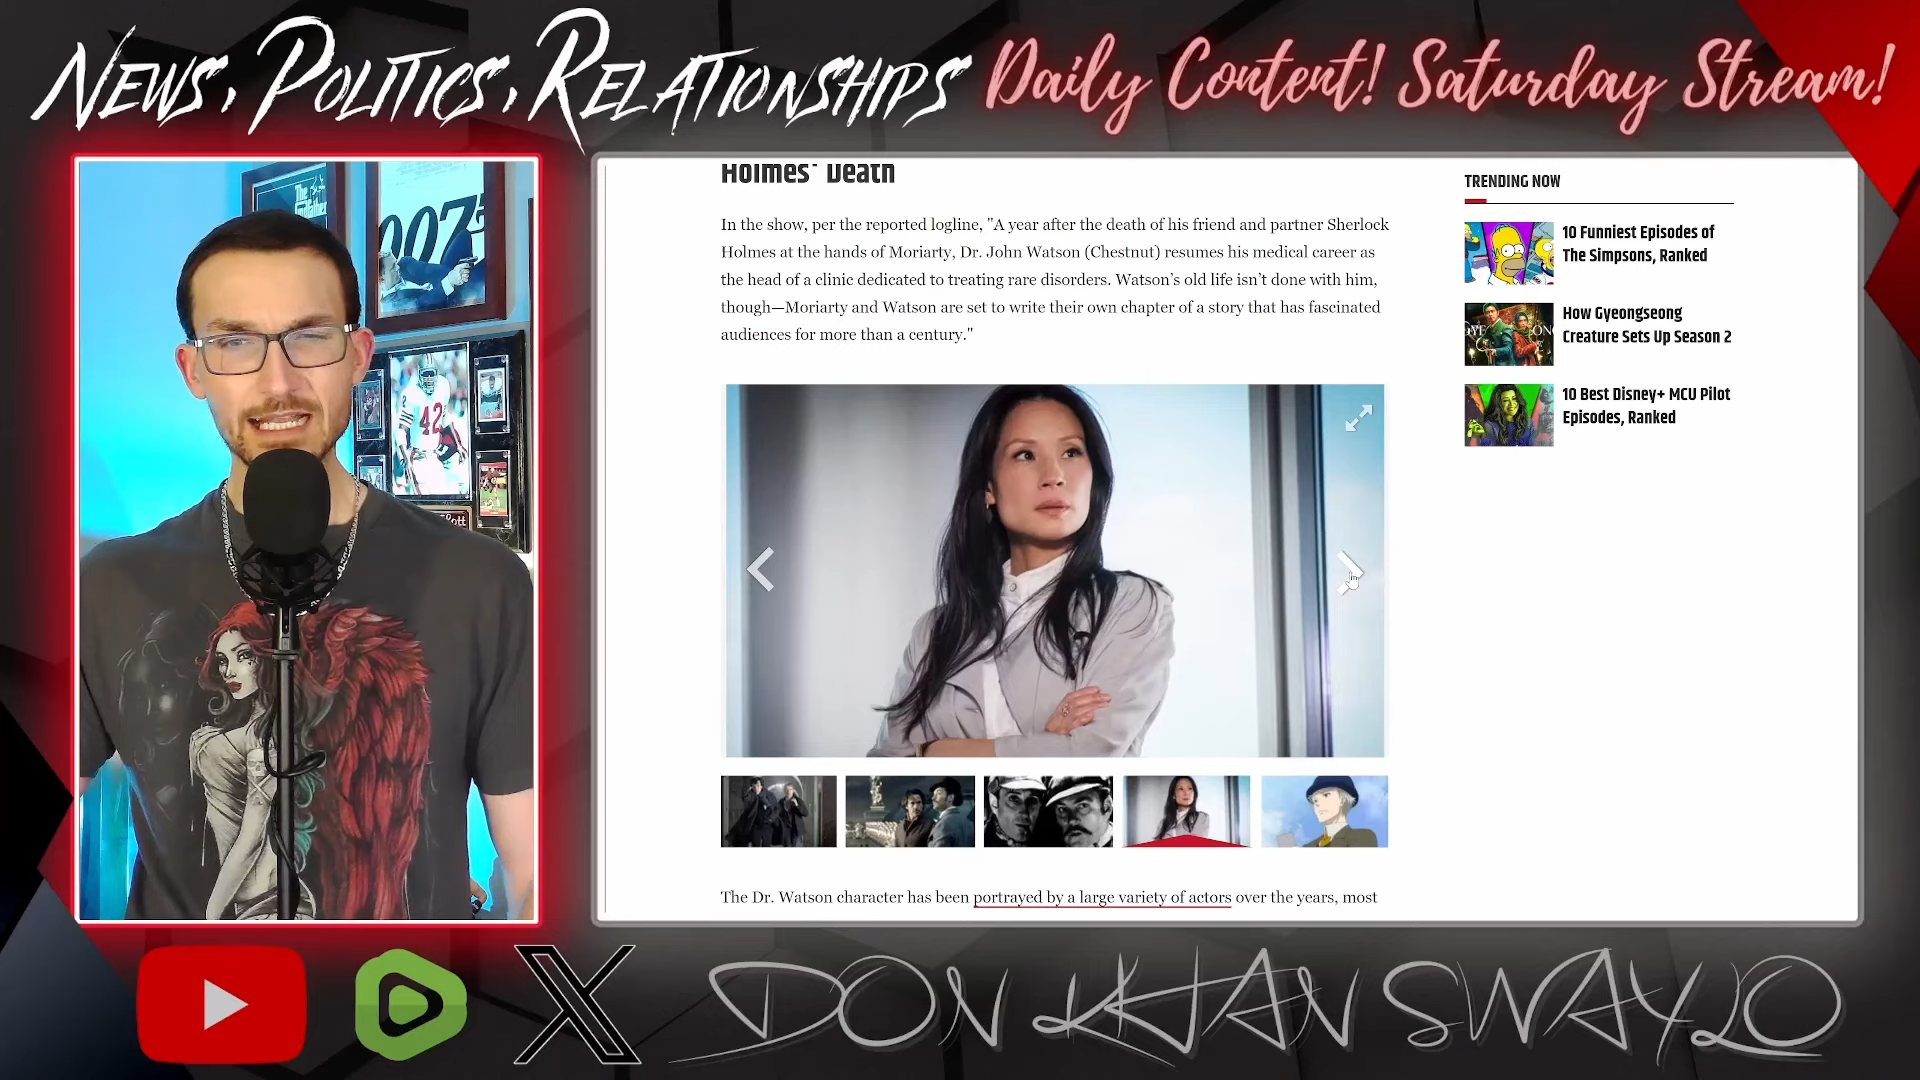 NEWS, POLITICS, RELATIONSHIPS
Daily Content! Saturday Stream!
The
Godfather
007
42
ott
Holmes' Death
In the show, per the reported logline, "A year after the death of his friend and partner Sherlock
Holmes at the hands of Moriarty, Dr. John Watson (Chestnut) resumes his medical career as
the head of a clinic dedicated to treating rare disorders. Watson's old life isn't done with him,
though—Moriarty and Watson are set to write their own chapter of a story that has fascinated
audiences for more than a century."
The Dr. Watson character has been portrayed by a large variety of actors over the years, most
TRENDING NOW
10 Funniest Episodes of
The Simpsons, Ranked
How Gyeongseong
Creature Sets Up Season 2
10 Best Disney+ MCU Pilot
Episodes, Ranked
X
DON KHAN SWAYLO